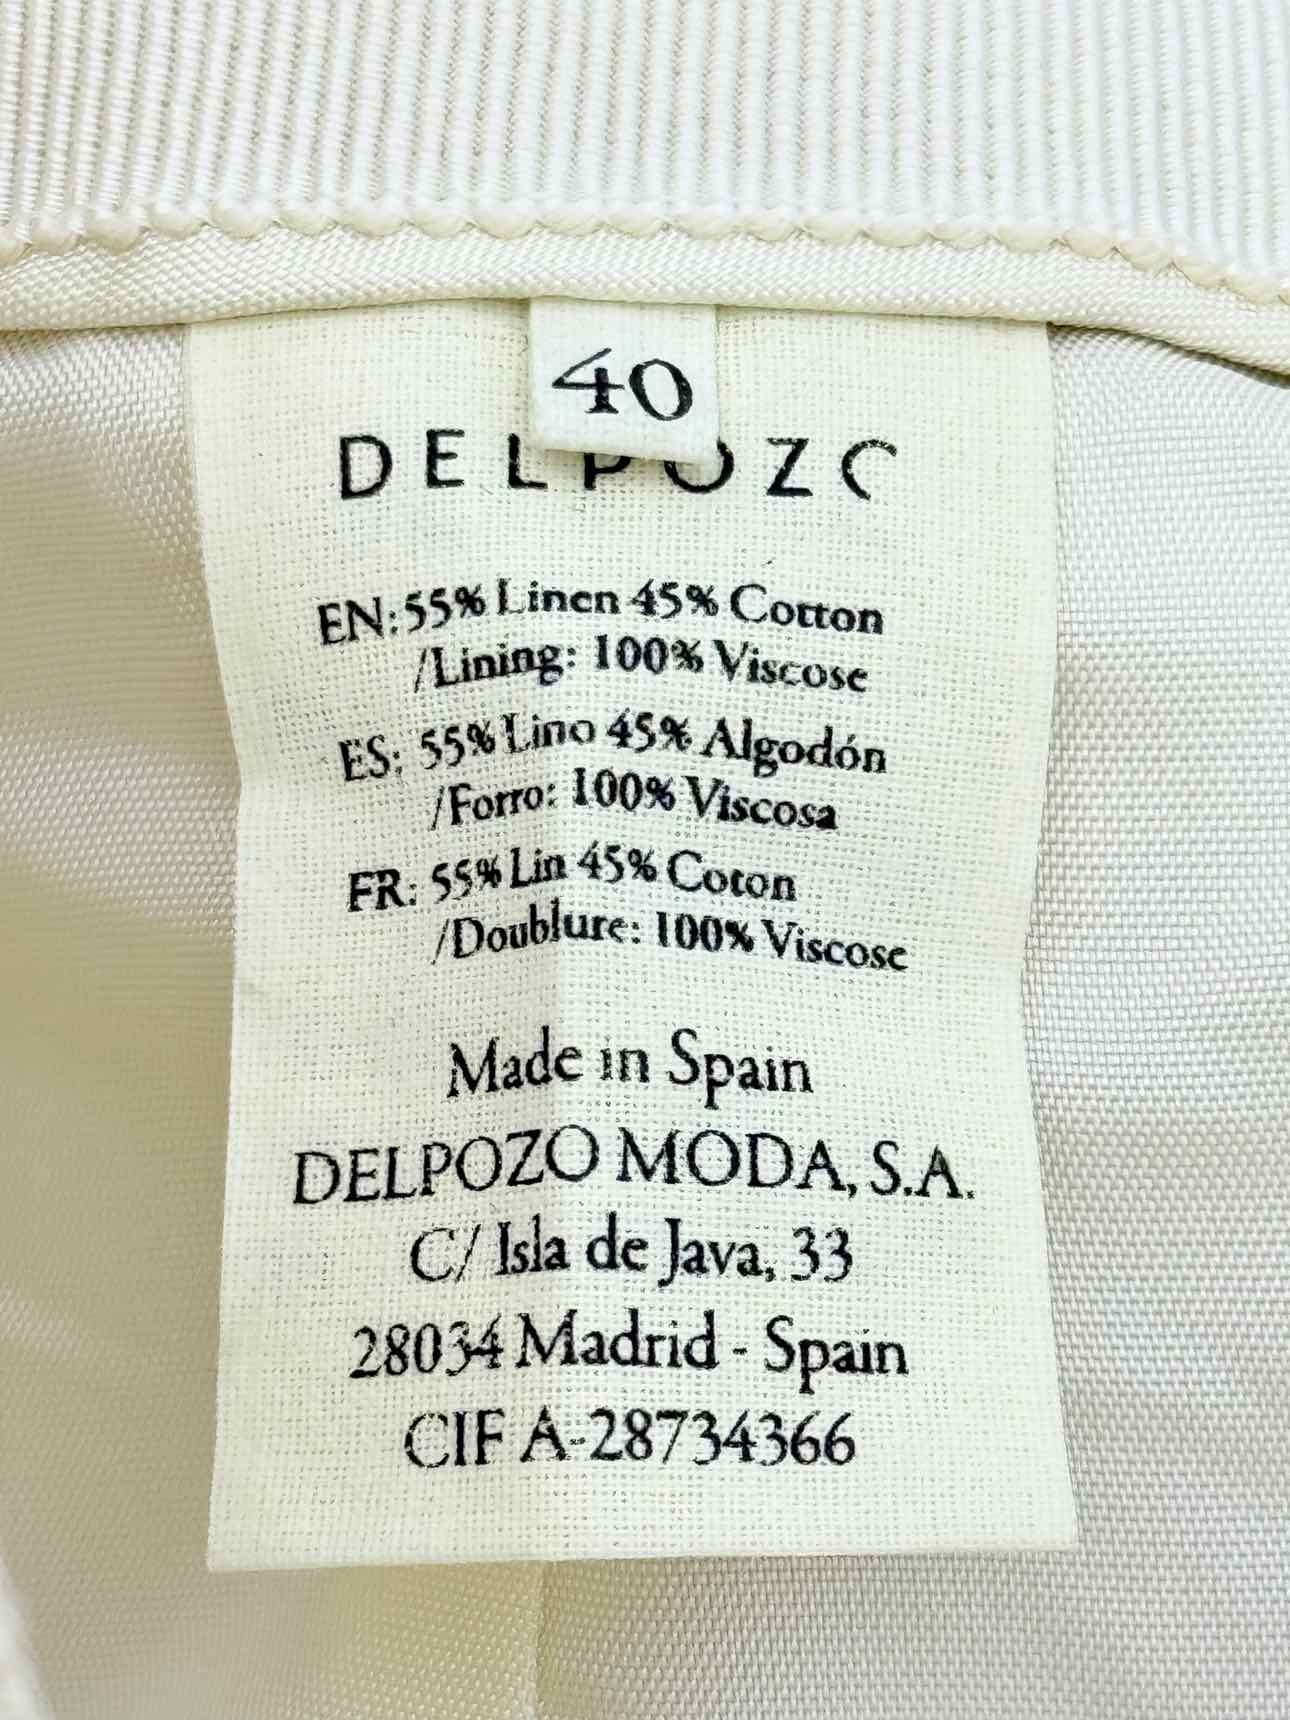 40
DELPOZO
EN: 55% Linen 45% Cotton
/Lining: 100% Viscose
ES: 55% Lino 45% Algodón
/Forro: 100% Viscosa
FR: 55% Lin 45% Coton
/Doublure: 100% Viscose
Made in Spain
DELPOZO MODA, S.A.
C/ Isla de Java, 33
28034 Madrid - Spain
CIF A-28734366